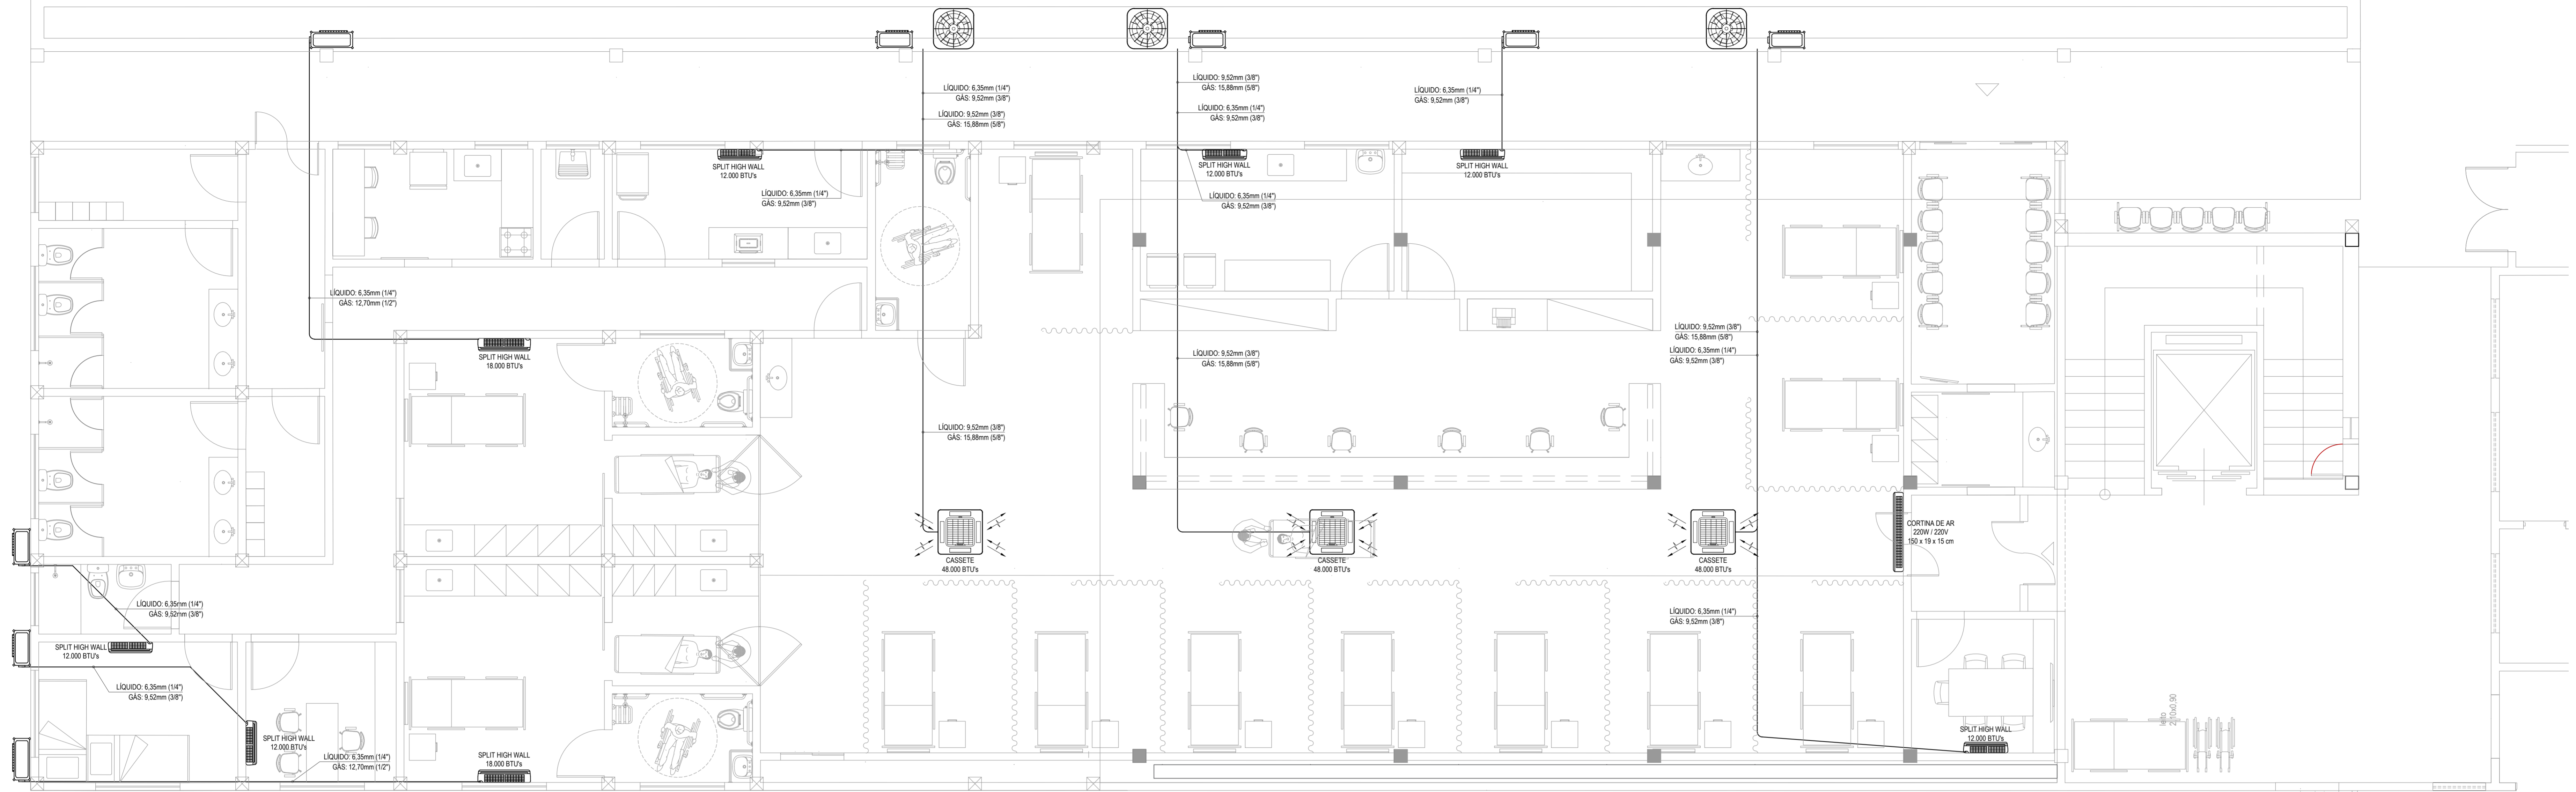 LÍQUIDO: 9,52mm (3/8")
GÁS: 15,88mm (5/8")
LÍQUIDO: 6,35mm (1/4")
GÁS: 9,52mm (3/8")
LÍQUIDO: 6,35mm (1/4")
GÁS: 9,52mm (3/8")
LÍQUIDO: 6,35mm (1/4")
GÁS: 9,52mm (3/8")
LÍQUIDO: 9,52mm (3/8")
GÁS: 15,88mm (5/8")
SPLIT HIGH WALL
12.000 BTU's
SPLIT HIGH WALL
12.000 BTU's
SPLIT HIGH WALL
12.000 BTU's
LÍQUIDO: 6,35mm (1/4")
GÁS: 9,52mm (3/8")
LÍQUIDO: 6,35mm (1/4")
GÁS: 9,52mm (3/8")
LÍQUIDO: 6,35mm (1/4")
GÁS: 12,70mm (1/2")
LÍQUIDO: 9,52mm (3/8")
GÁS: 15,88mm (5/8")
LÍQUIDO: 6,35mm (1/4")
GÁS: 9,52mm (3/8")
SPLIT HIGH WALL
18.000 BTU's
LÍQUIDO: 9,52mm (3/8")
GÁS: 15,88mm (5/8")
LÍQUIDO: 9,52mm (3/8")
GÁS: 15,88mm (5/8")
CORTINA DE AR
220W / 220V
150 x 19 x 15 cm
CASSETE
48.000 BTU's
CASSETE
48.000 BTU's
CASSETE
48.000 BTU's
LÍQUIDO: 6,35mm (1/4")
GÁS: 9,52mm (3/8")
LÍQUIDO: 6,35mm (1/4")
GÁS: 9,52mm (3/8")
SPLIT HIGH WALL
12.000 BTU's
LÍQUIDO: 6,35mm (1/4")
GÁS: 9,52mm (3/8")
leito
2,10x0,90
SPLIT HIGH WALL
12.000 BTU's
SPLIT HIGH WALL
12.000 BTU's
LÍQUIDO: 6,35mm (1/4")
GÁS: 12,70mm (1/2")
SPLIT HIGH WALL
18.000 BTU's